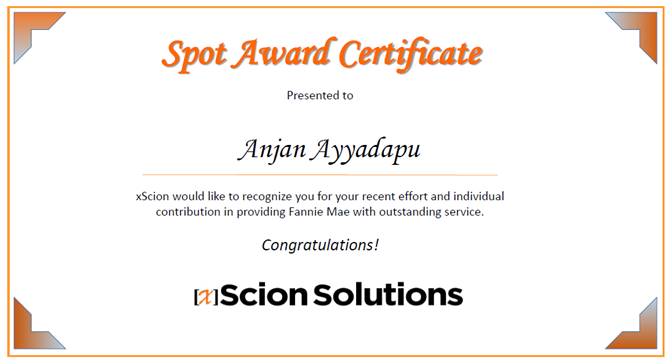 Spot Award Certificate
Presented to
Anjan Ayyadapu
xScion would like to recognize you for your recent effort and individual
contribution in providing Fannie Mae with outstanding service.
Congratulations!
[x]Scion Solutions